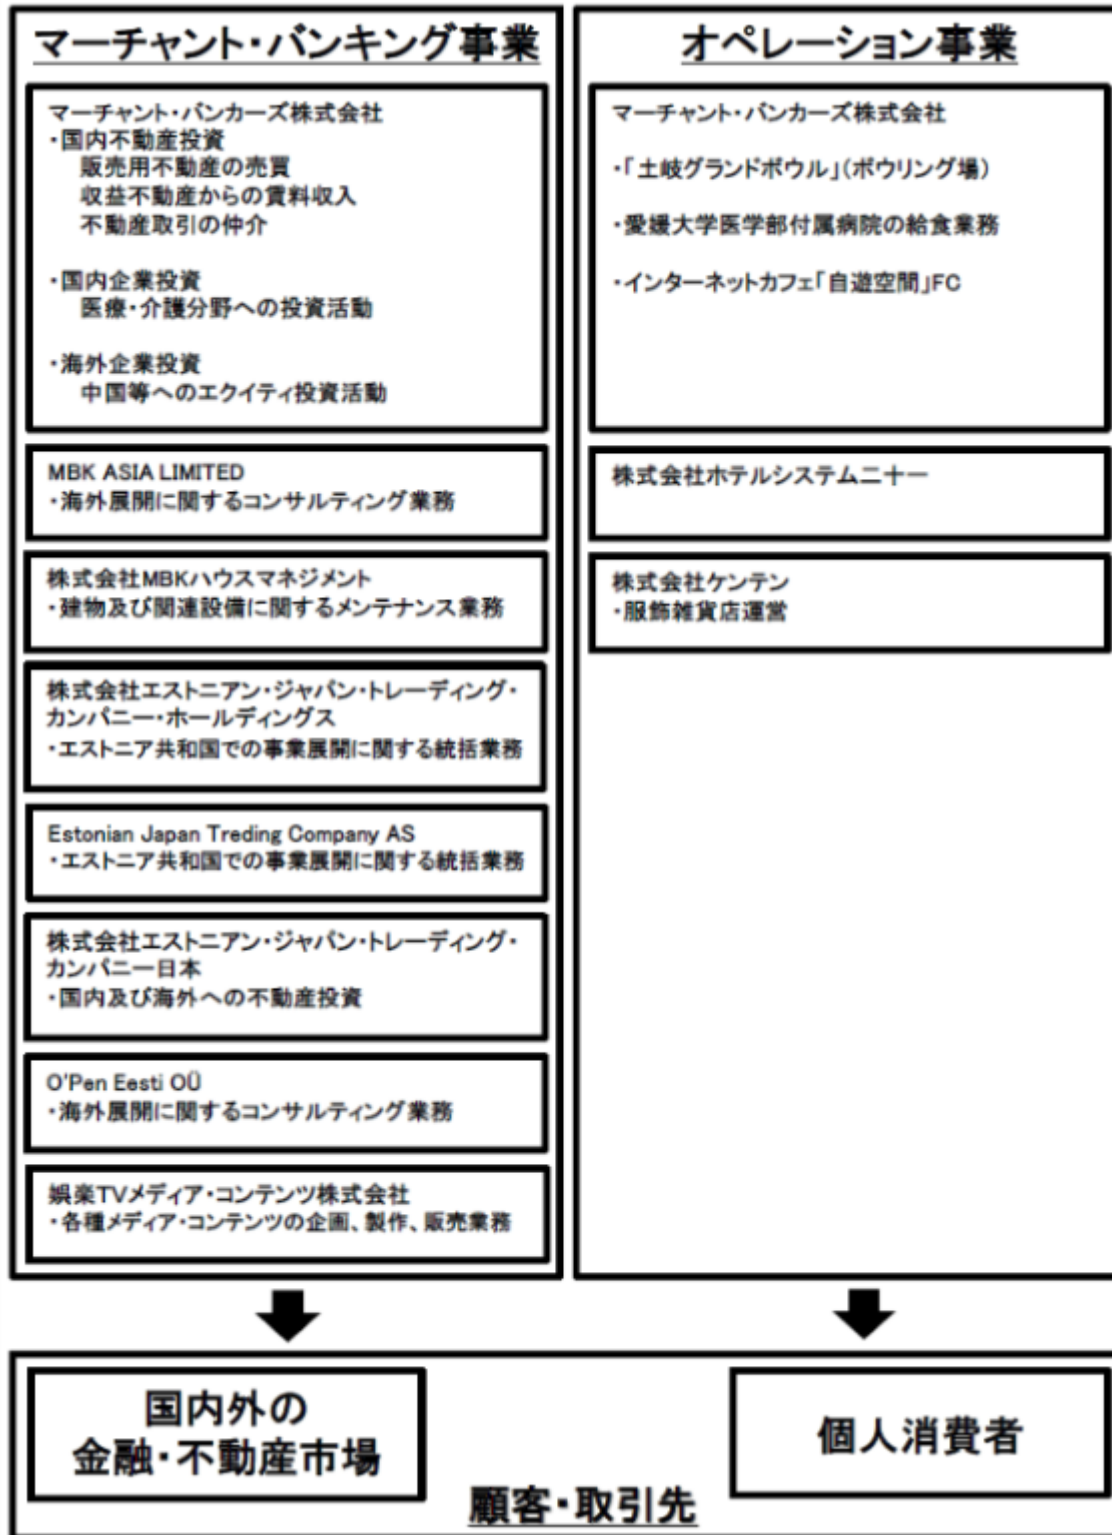 マーチャント・バンキング事業
マーチャント・バンカーズ株式会社
・国内不動産投資
販売用不動産の売買
収益不動産からの賃料収入
不動産取引の仲介
・国内企業投資
医療・介護分野への投資活動
・海外企業投資
中国等へのエクイティ投資活動
MBK ASIA LIMITED
・海外展開に関するコンサルティング業務
株式会社MBKハウスマネジメント
・建物及び関連設備に関するメンテナンス業務
株式会社エストニアン・ジャパン・トレーディング・
カンパニー・ホールディングス
・エストニア共和国での事業展開に関する統括業務
Estonian Japan Treding Company AS
・エストニア共和国での事業展開に関する統括業務
株式会社エストニアン・ジャパン・トレーディング・
カンパニー日本
・国内及び海外への不動産投資
O'Pen Eesti OÜ
・海外展開に関するコンサルティング業務
娯楽TVメディア・コンテンツ株式会社
・各種メディア・コンテンツの企画、製作、販売業務
オペレーション事業
マーチャント・バンカーズ株式会社
・「土岐グランドボウル」(ボウリング場)
・愛媛大学医学部付属病院の給食業務
・インターネットカフェ「自遊空間」FC
株式会社ホテルシステム二十一
株式会社ケンテン
・服飾雑貨店運営
国内外の
金融・不動産市場
個人消費者
顧客・取引先